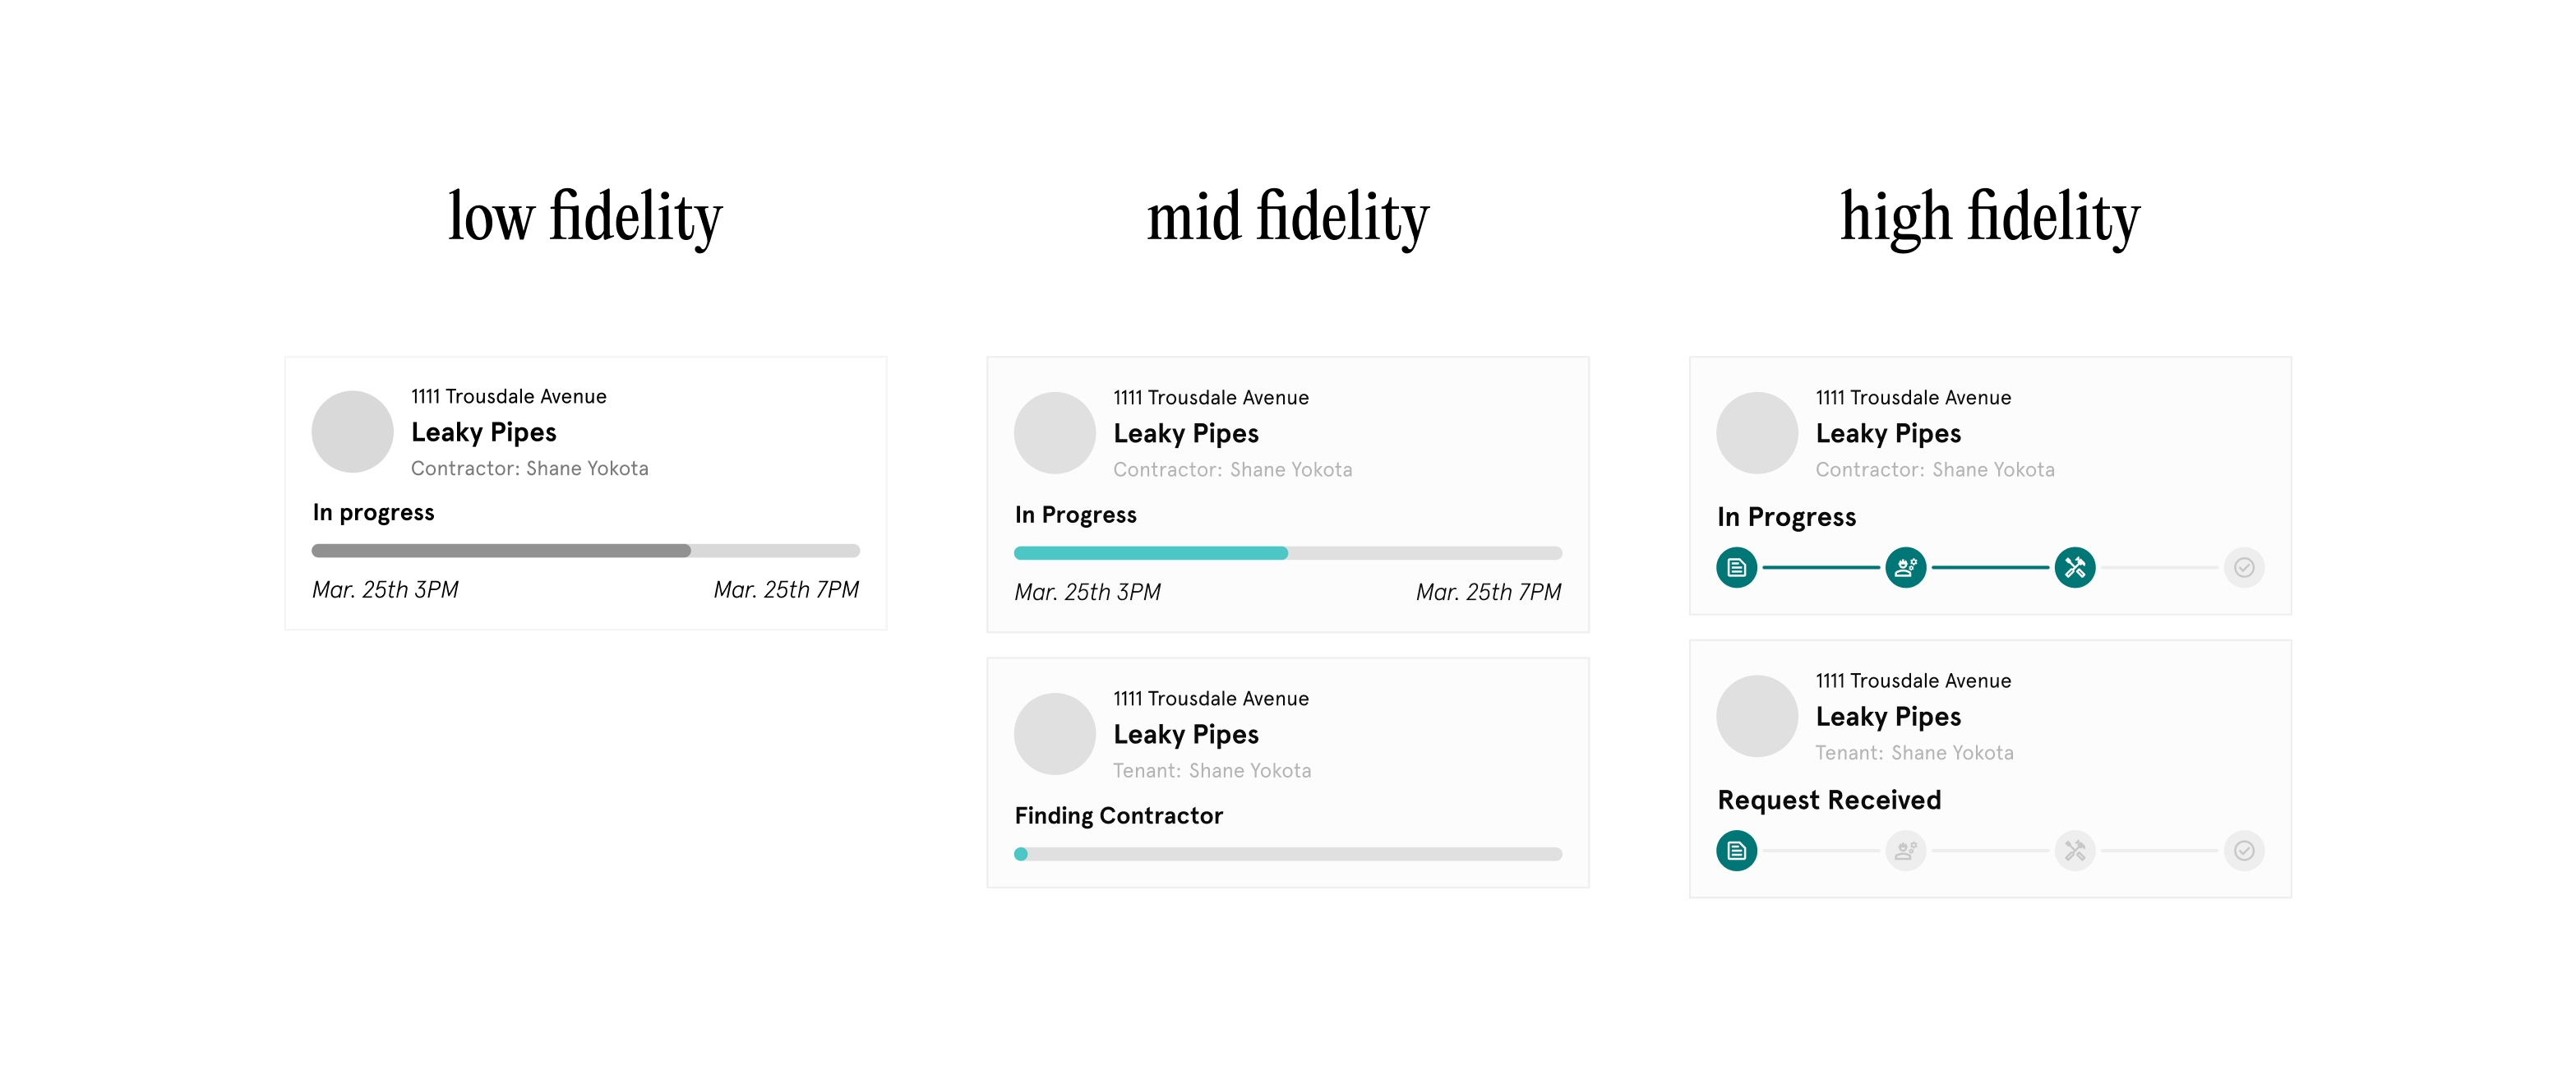 low fidelity
1111 Trousdale Avenue
Leaky Pipes
Contractor: Shane Yokota
In progress
Mar. 25th 3PM
Mar. 25th 7PM
mid fidelity
1111 Trousdale Avenue
Leaky Pipes
Contractor: Shane Yokota
In Progress
Mar. 25th 3PM
Mar. 25th 7PM
1111 Trousdale Avenue
Leaky Pipes
Tenant: Shane Yokota
Finding Contractor
high fidelity
1111 Trousdale Avenue
Leaky Pipes
Contractor: Shane Yokota
In Progress
1111 Trousdale Avenue
Leaky Pipes
Tenant: Shane Yokota
Request Received